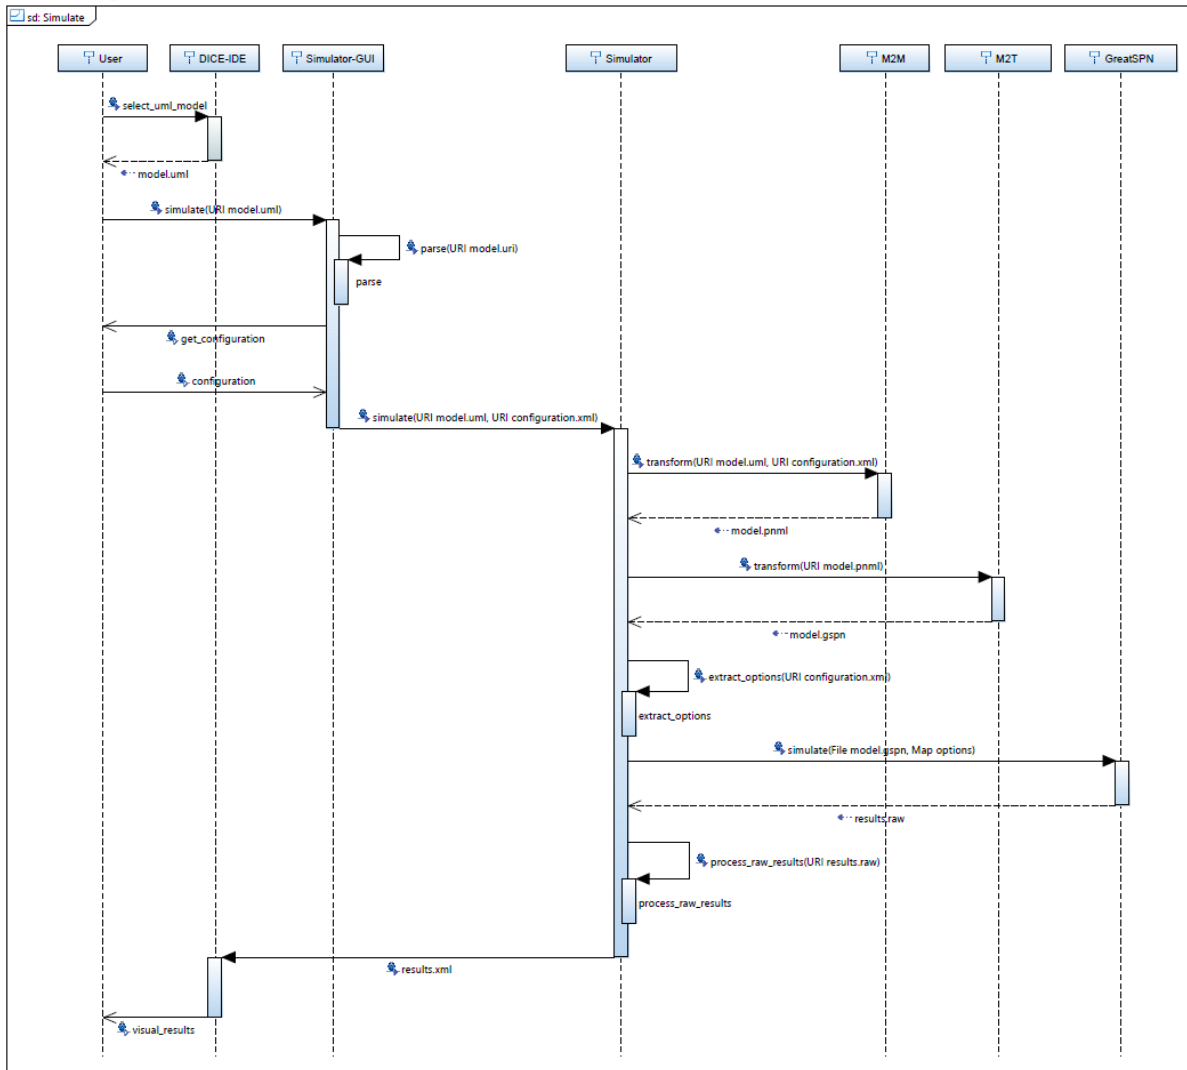 sd: Simulate
User
DICE-IDE
Simulator-GUI
Simulator
M2M
M2T
GreatSPN
select_uml_model
model.uml
simulate(URI model.uml)
parse(URI model.uri)
parse
get_configuration
configuration
simulate(URI model.uml, URI configuration.xml)
transform(URI model.uml, URI configuration.xml)
model.pnml
transform(URI model.pnml)
model.gspn
extract_options(URI configuration.xml)
extract_options
simulate(File model.gspn, Map options)
results.raw
process_raw_results(URI results.raw)
process_raw_results
results.xml
visual_results